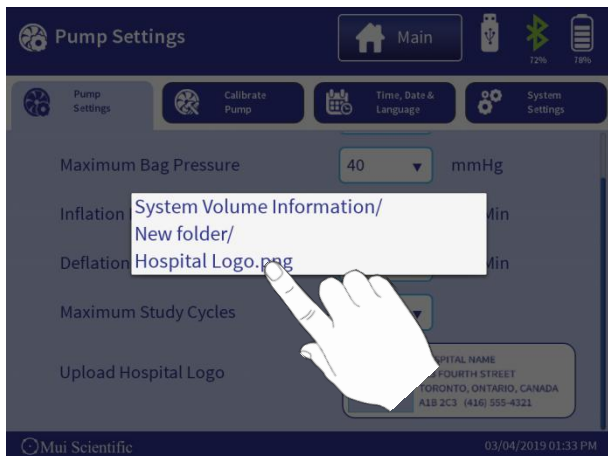 Pump Settings
Main
72%
78%
Pump
Settings
Calibrate
Pump
Time, Date &
Language
System
Settings
Maximum Bag Pressure
40
mmHg
Inflation
Min
System Volume Information/
New folder/
Hospital Logo.png
Deflation
Min
Maximum Study Cycles
Upload Hospital Logo
NAME
FOURTH STREET
TORONTO, ONTARIO, CANADA
A1B 2C3 (416) 555-4321
Mui Scientific
03/04/2019 01:33 PM